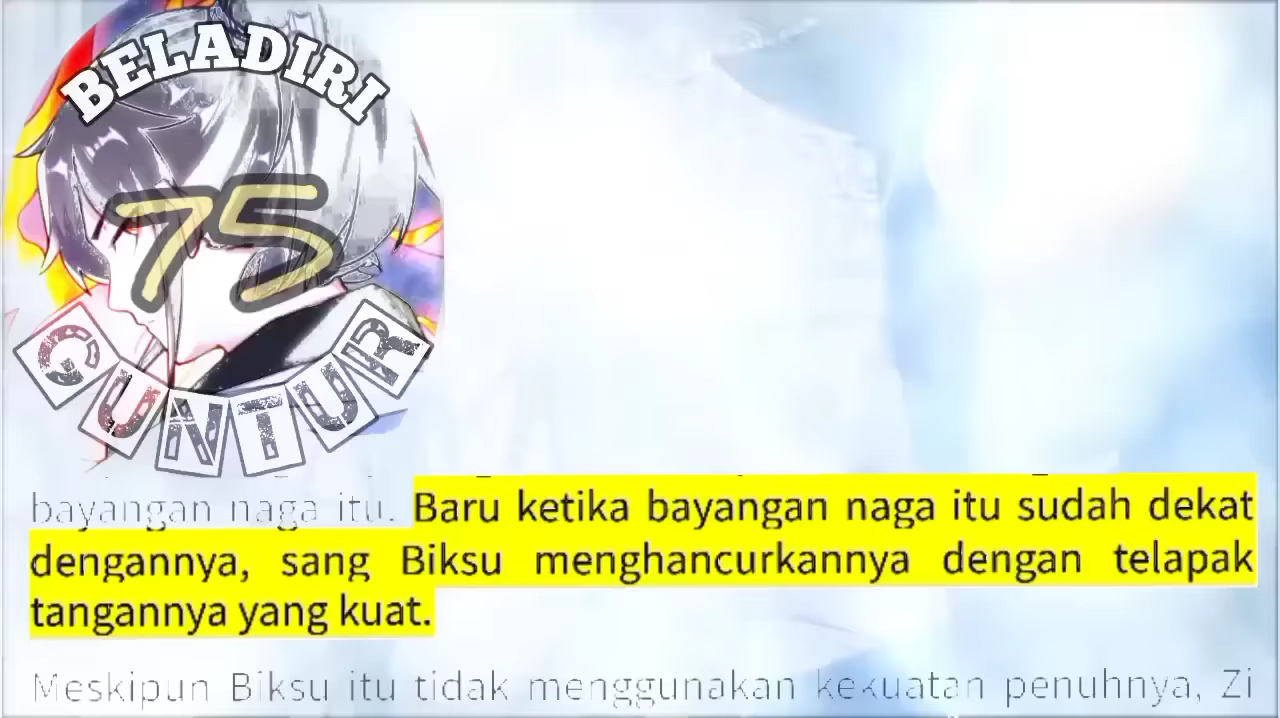 BELADIRI
75
GUNTUR
bayangan naga itu. Baru ketika bayangan naga itu sudah dekat
dengannya, sang Biksu menghancurkannya dengan telapak
tangannya yang kuat.
Meskipun Biksu itu tidak menggunakan kekuatan penuhnya, Zi